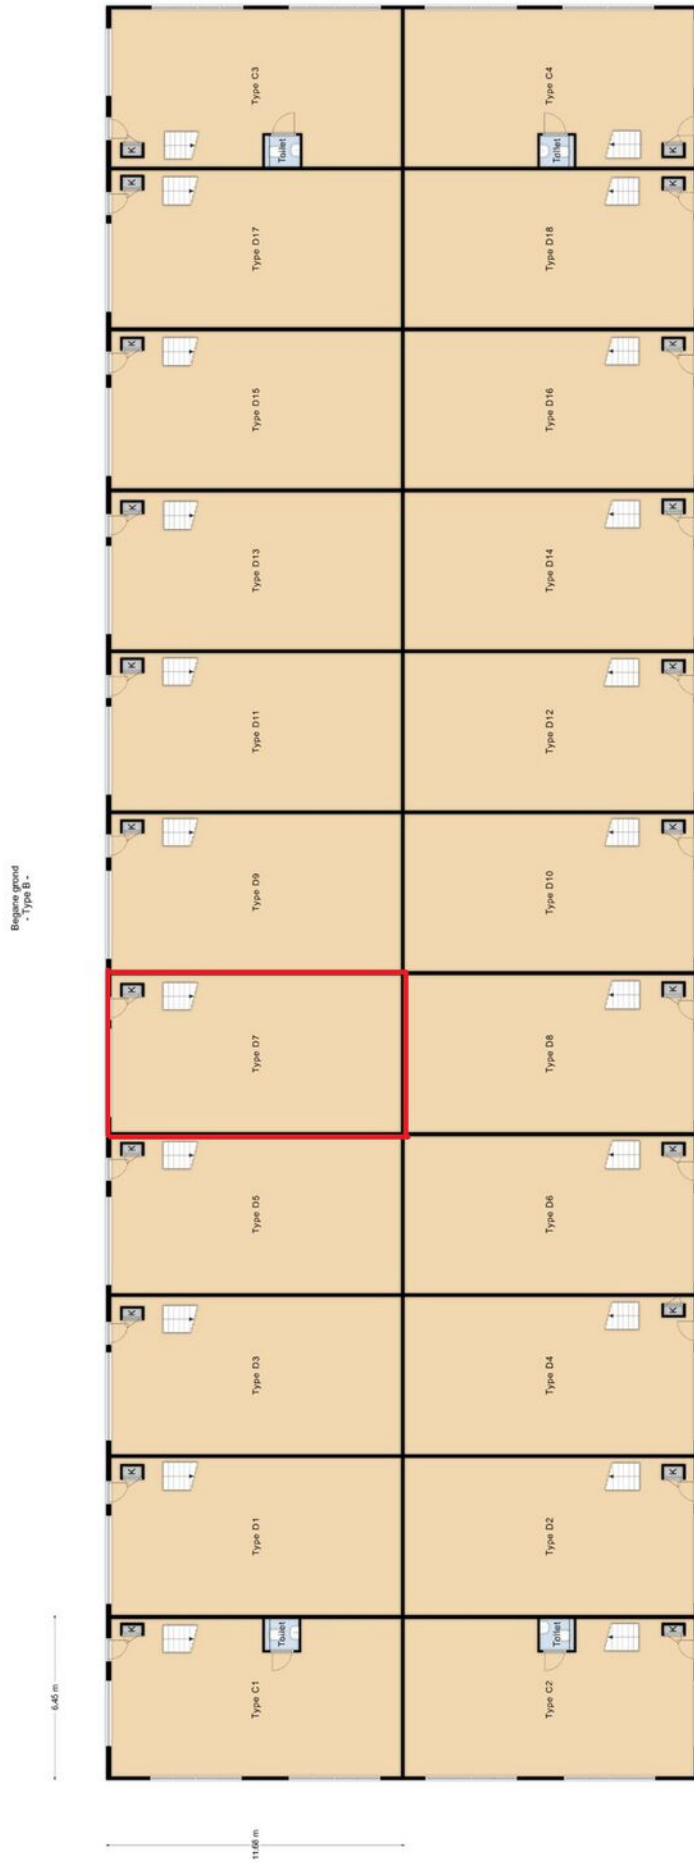 Begane grond
- Type B -
Type C3
Toilet
K
Type C4
Toilet
K
K
Type D17
K
Type D18
K
Type D15
K
Type D16
K
Type D13
K
Type D14
K
Type D11
K
Type D12
K
Type D9
K
Type D10
K
Type D7
K
Type D8
K
Type D5
K
Type D6
K
Type D3
K
Type D4
K
Type D1
K
Type D2
K
Type C1
Toilet
K
Type C2
Toilet
K
6.45 m
11.68 m